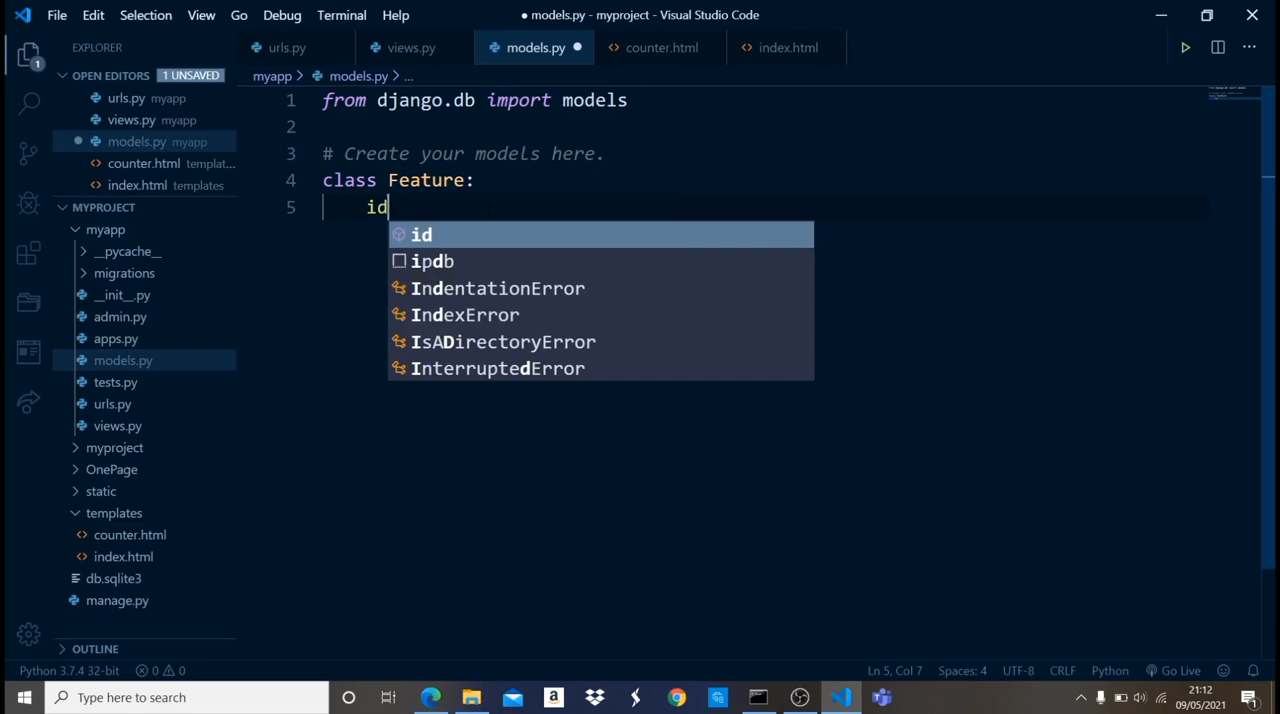 File Edit Selection View Go Debug Terminal Help ● models.py - myproject - Visual Studio Code
EXPLORER
urls.py views.py models.py ● counter.html index.html
OPEN EDITORS 1 UNSAVED
urls.py myapp
views.py myapp
models.py myapp
counter.html templat...
index.html templates
MYPROJECT
myapp
__pycache__
migrations
__init__.py
admin.py
apps.py
models.py
tests.py
urls.py
views.py
myproject
OnePage
static
templates
counter.html
index.html
db.sqlite3
manage.py
OUTLINE
1
myapp > models.py > ...
1 from django.db import models
2
3 # Create your models here.
4 class Feature:
5 id
id
ipdb
IndentationError
IndexError
IsADirectoryError
InterruptedError
Python 3.7.4 32-bit 0 0 Ln 5, Col 7 Spaces: 4 UTF-8 CRLF Python Go Live
Type here to search
21:12
09/05/2021
1